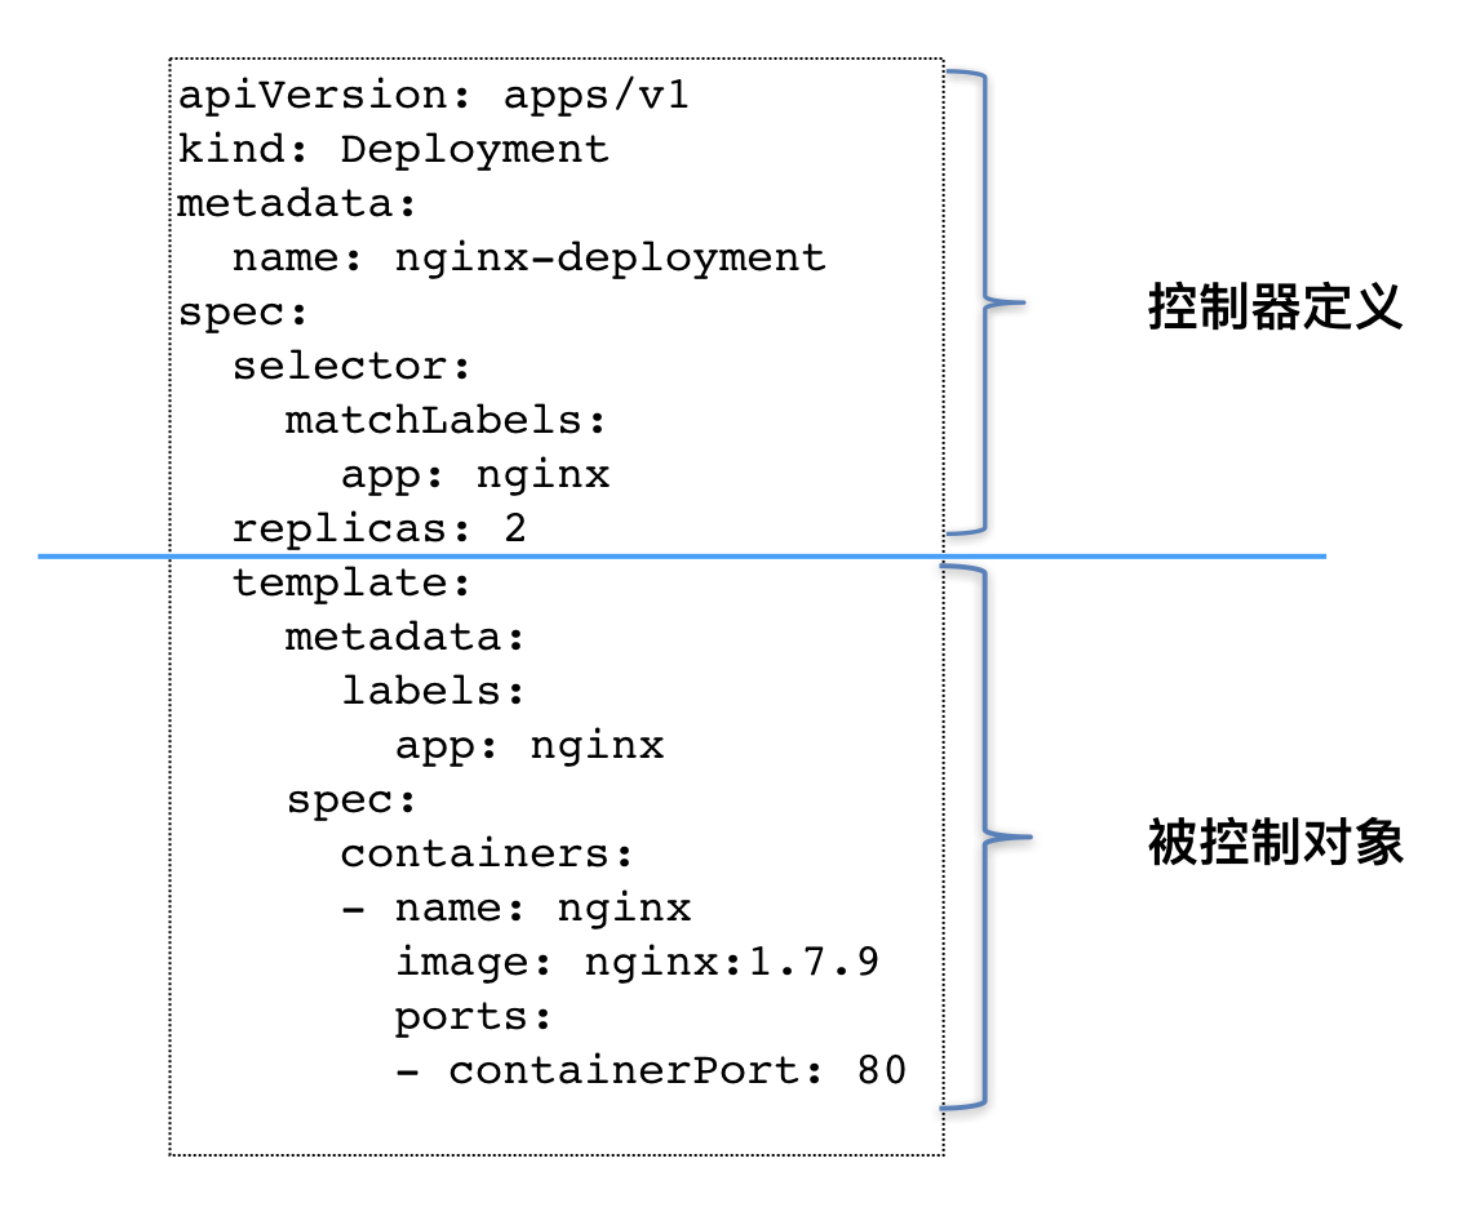 apiVersion: apps/v1
kind: Deployment
metadata:
  name: nginx-deployment
spec:
  selector:
    matchLabels:
      app: nginx
  replicas: 2
控制器定义
  template:
    metadata:
      labels:
        app: nginx
    spec:
      containers:
      - name: nginx
        image: nginx:1.7.9
        ports:
        - containerPort: 80
被控制对象